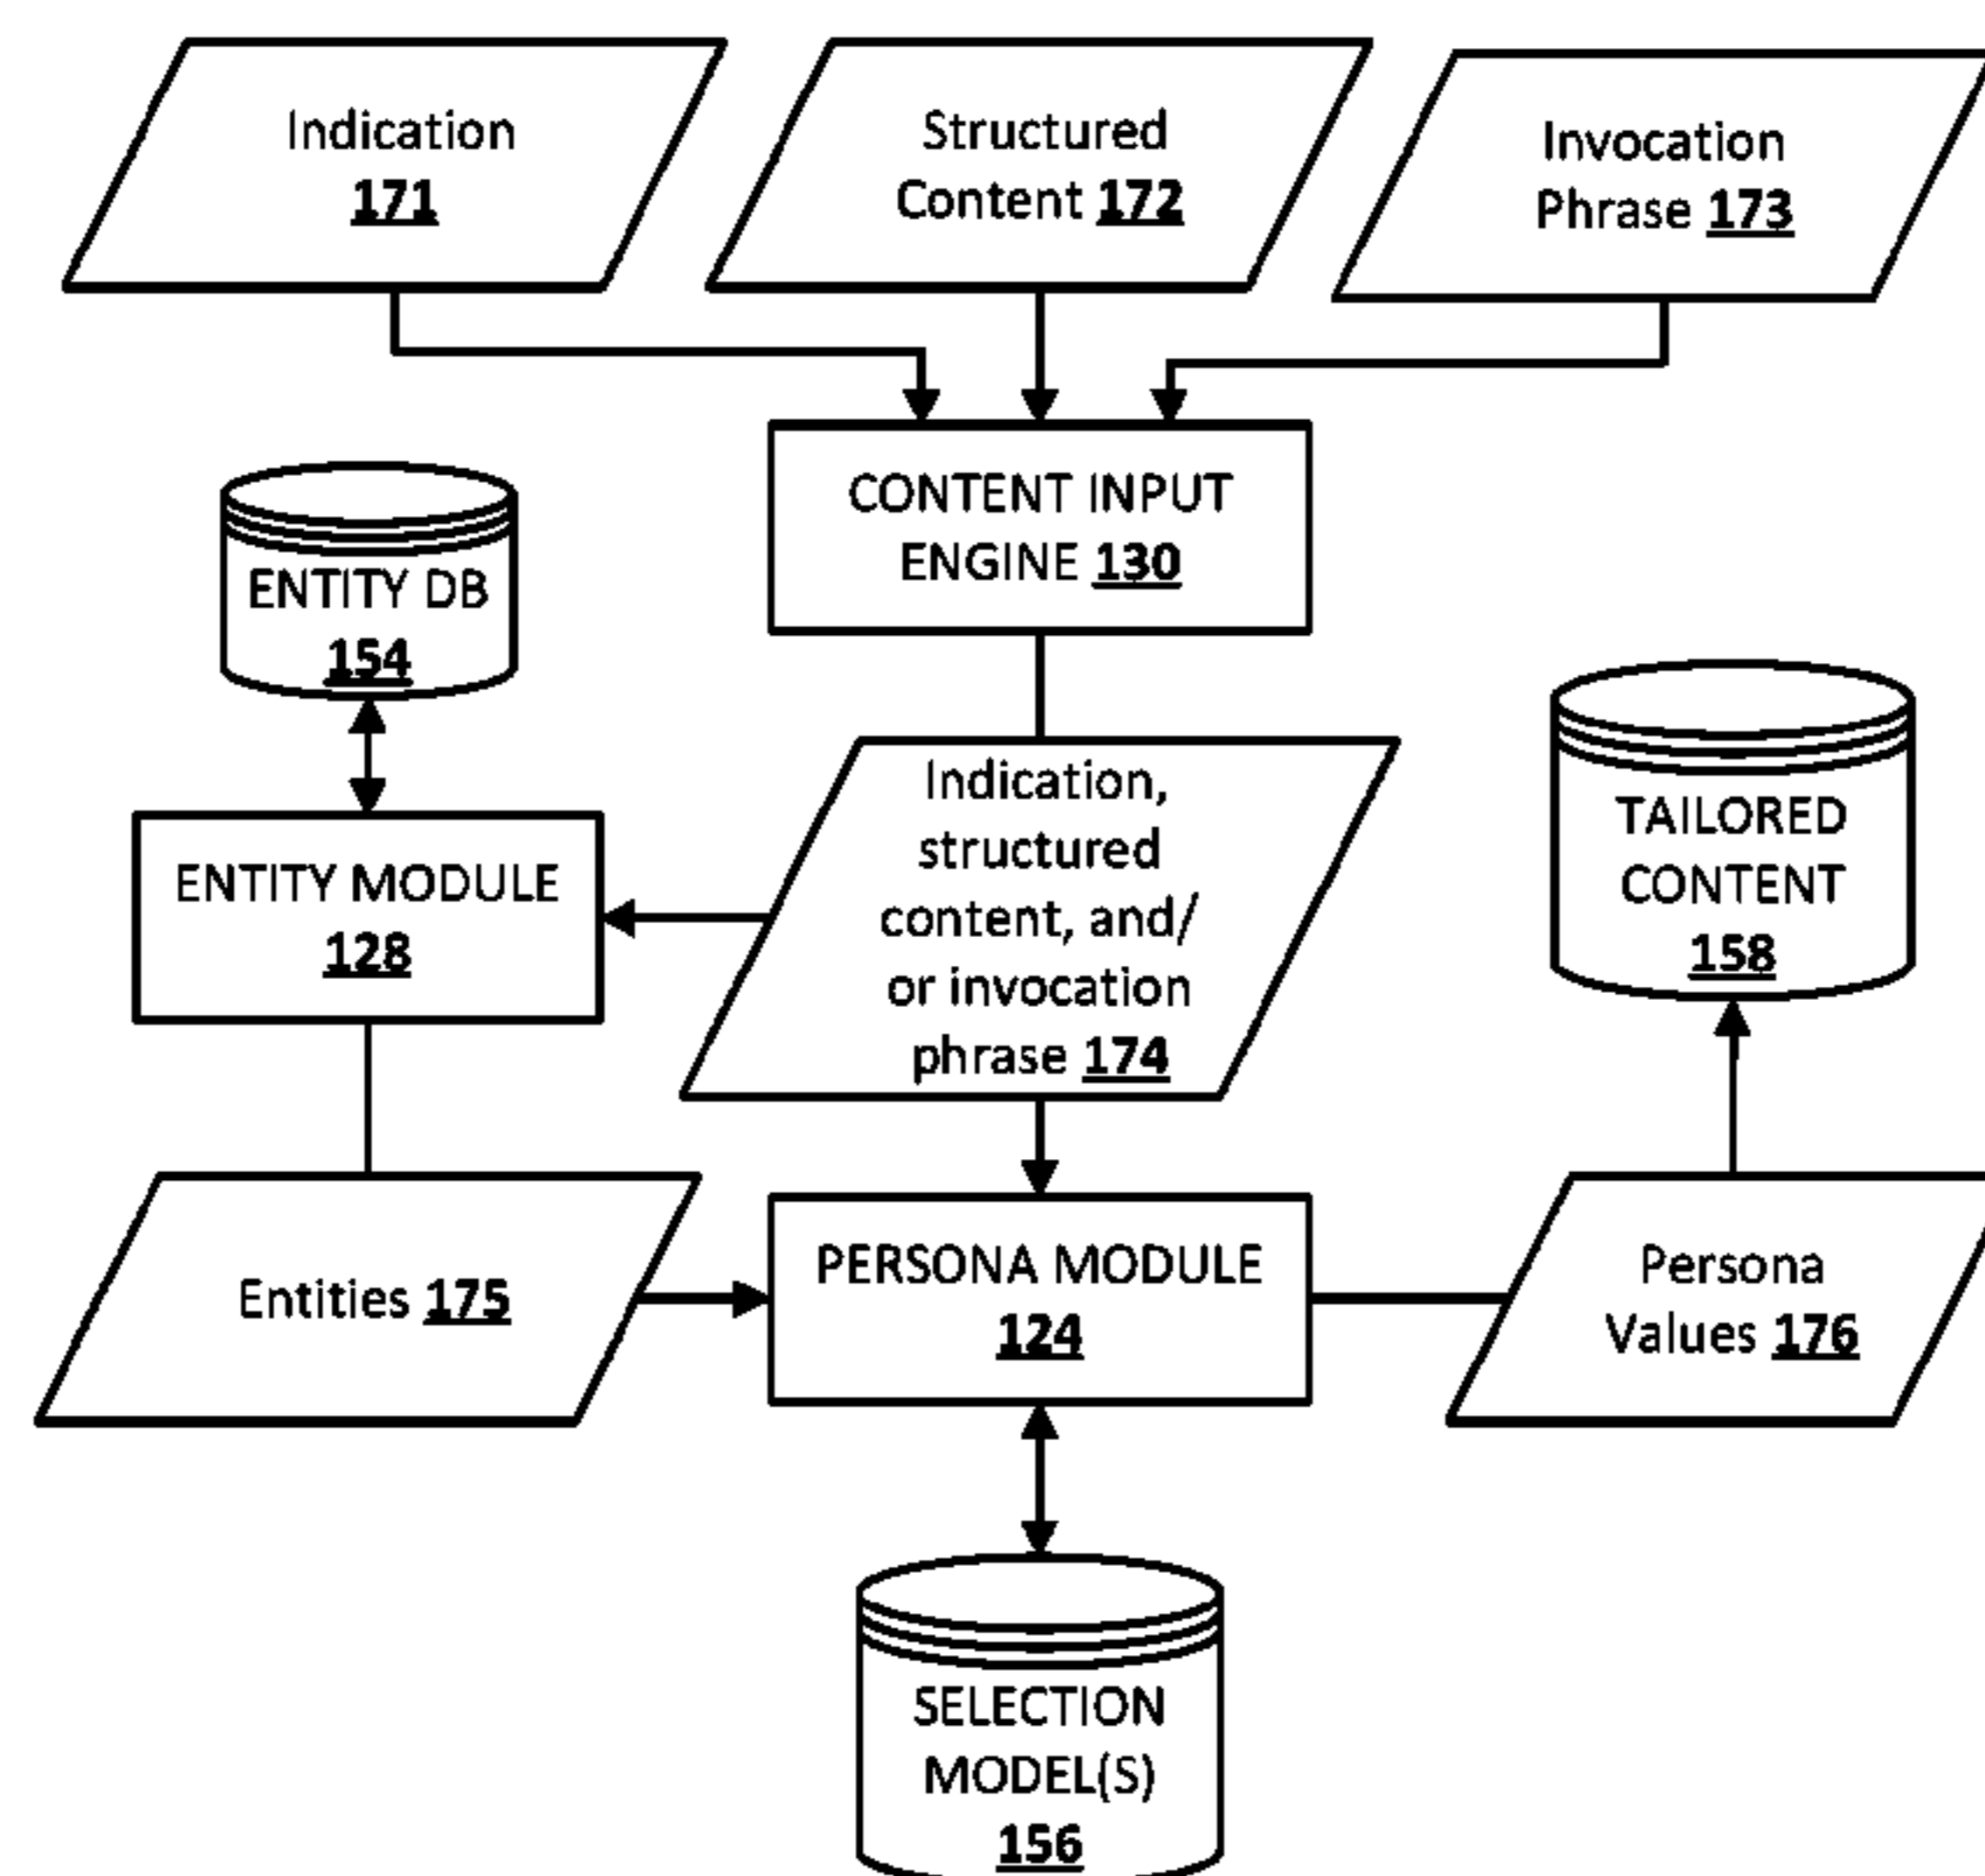 Indication
171
Structured
Content 172
Invocation
Phrase 173
CONTENT INPUT
ENGINE 130
ENTITY DB
154
Indication,
structured
content, and/
or invocation
phrase 174
TAILORED
CONTENT
158
ENTITY MODULE
128
Entities 175
PERSONA MODULE
124
Persona
Values 176
SELECTION
MODEL(S)
156